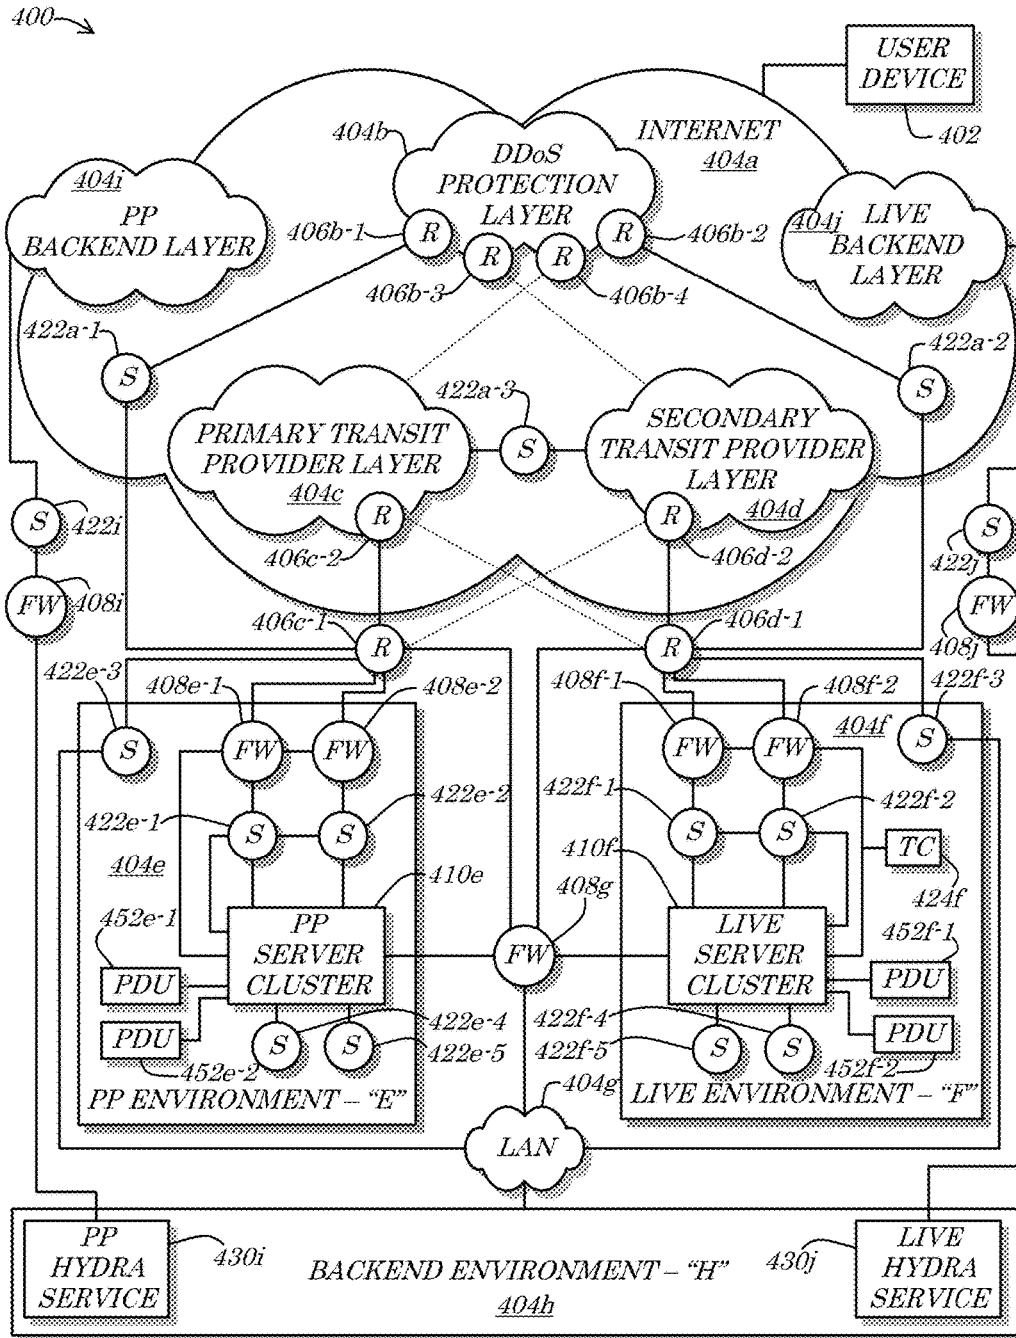 400
USER
DEVICE
402
INTERNET
404a
404b
DDoS
PROTECTION
LAYER
404i
PP
BACKEND LAYER
404j
LIVE
BACKEND
LAYER
406b-1
R
R
R
R
406b-2
406b-3
406b-4
422a-1
S
422a-2
S
422a-3
S
PRIMARY TRANSIT
PROVIDER LAYER
404c
R
406c-2
SECONDARY
TRANSIT PROVIDER
LAYER
404d
R
406d-2
S
422i
FW
408i
S
422j
FW
408j
406c-1
R
406d-1
R
422e-3
S
408e-1
FW
408e-2
FW
408f-1
FW
408f-2
FW
422f-3
404f
S
422e-1
S
422e-2
S
422f-1
S
422f-2
S
404e
410e
408g
410f
TC
424f
452e-1
PP
SERVER
CLUSTER
FW
LIVE
SERVER
CLUSTER
452f-1
PDU
PDU
PDU
PDU
452e-2
S
S
422e-4
422e-5
422f-4
422f-5
S
S
452f-2
PP ENVIRONMENT – “E”
404g
LIVE ENVIRONMENT – “F”
LAN
PP
HYDRA
SERVICE
430i
BACKEND ENVIRONMENT – “H”
404h
430j
LIVE
HYDRA
SERVICE